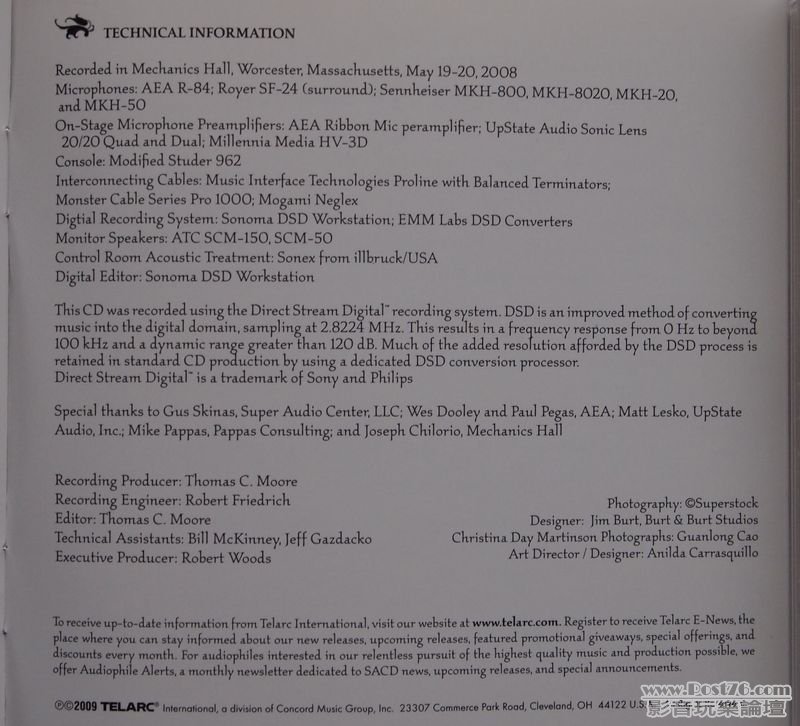 TECHNICAL INFORMATION
Recorded in Mechanics Hall, Worcester, Massachusetts, May 19-20, 2008
Microphones: AEA R-84; Royer SF-24 (surround); Sennheiser MKH-800, MKH-8020, MKH-20,
and MKH-50
On-Stage Microphone Preamplifiers: AEA Ribbon Mic peramplifier; UpState Audio Sonic Lens
20/20 Quad and Dual; Millennia Media HV-3D
Console: Modified Studer 962
Interconnecting Cables: Music Interface Technologies Proline with Balanced Terminators;
Monster Cable Series Pro 1000; Mogami Neglex
Digtial Recording System: Sonoma DSD Workstation; EMM Labs DSD Converters
Monitor Speakers: ATC SCM-150, SCM-50
Control Room Acoustic Treatment: Sonex from illbruck/USA
Digital Editor: Sonoma DSD Workstation
This CD was recorded using the Direct Stream Digital™ recording system. DSD is an improved method of converting
music into the digital domain, sampling at 2.8224 MHz. This results in a frequency response from 0 Hz to beyond
100 kHz and a dynamic range greater than 120 dB. Much of the added resolution afforded by the DSD process is
retained in standard CD production by using a dedicated DSD conversion processor.
Direct Stream Digital™ is a trademark of Sony and Philips
Special thanks to Gus Skinas, Super Audio Center, LLC; Wes Dooley and Paul Pegas, AEA; Matt Lesko, UpState
Audio, Inc.; Mike Pappas, Pappas Consulting; and Joseph Chilorio, Mechanics Hall
Recording Producer: Thomas C. Moore
Recording Engineer: Robert Friedrich
Editor: Thomas C. Moore
Technical Assistants: Bill McKinney, Jeff Gazdacko
Executive Producer: Robert Woods
Photography: ©Superstock
Designer: Jim Burt, Burt & Burt Studios
Christina Day Martinson Photographs: Guanlong Cao
Art Director / Designer: Anilda Carrasquillo
To receive up-to-date information from Telarc International, visit our website at www.telarc.com. Register to receive Telarc E-News, the
place where you can stay informed about our new releases, upcoming releases, featured promotional giveaways, special offerings, and
discounts every month. For audiophiles interested in our relentless pursuit of the highest quality music and production possible, we
offer Audiophile Alerts, a monthly newsletter dedicated to SACD news, upcoming releases, and special announcements.
℗©2009 TELARC® International, a division of Concord Music Group, Inc. 23307 Commerce Park Road, Cleveland, OH 44122 U.S.A.
www.Post76.com
影音玩樂論壇